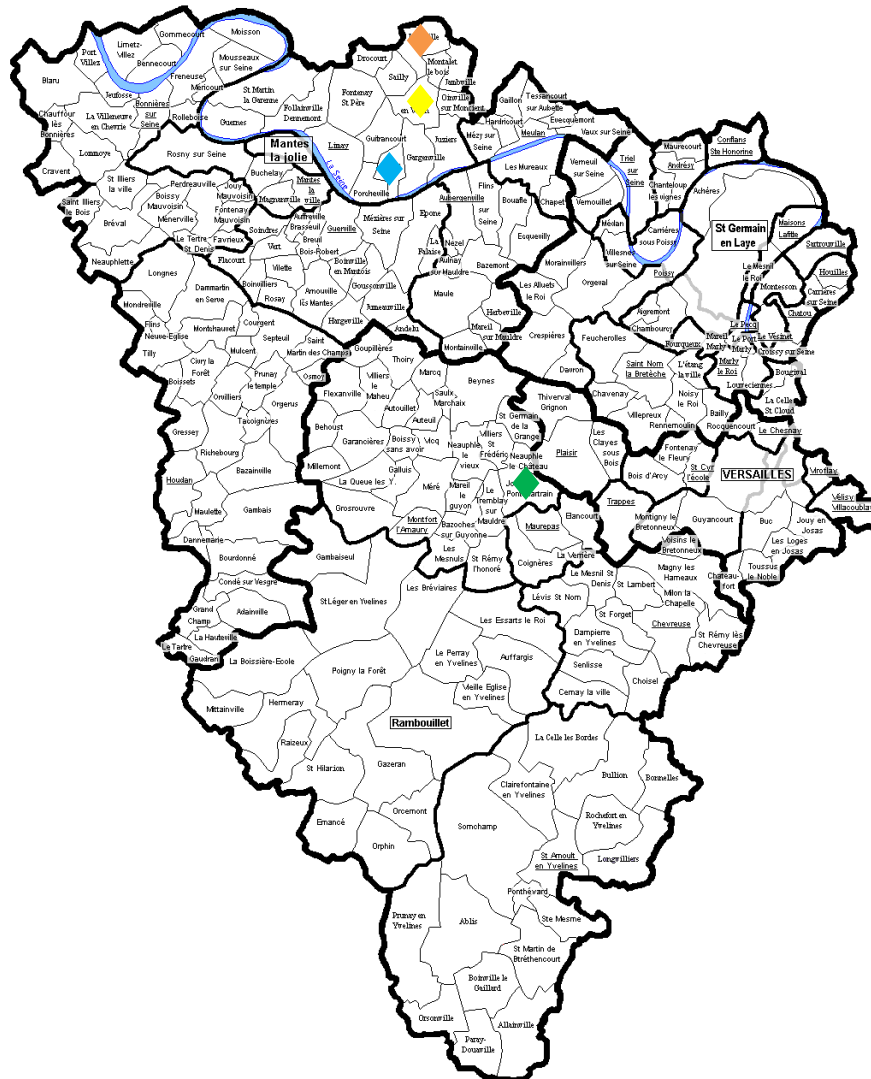 Gommecourt
Moisson
Limetz-
Villez
Port
Villez
Bennecourt
Mousseaux
sur Seine
Blaru
Jeufosse
Freneuse
Méricourt
Bonnières
sur
Seine
Rolleboise
La Villeneuve
en Chevrie
Chauffour
lès
Bonnières
Lommoye
Cravent
Drocourt
Sailly
Montalet
le bois
Jambville
Oinville
sur Montcient
Fontenay
St Père
St Martin
la Garenne
Follainville
Dennemont
Guernes
Limay
Guitrancourt
Gargenville
Juziers
Porcheville
La Seine
Mantes
la jolie
Rosny sur Seine
Buchelay
Mantes
la
ville
Magnanville
Gaillon
Tessancourt
sur Aubette
Hardricourt
Meulan
Evecquemont
Vaux sur Seine
Mézy sur
Seine
Les Mureaux
Chapet
Verneuil
sur Seine
Vernouillet
Triel
sur
Seine
Maurecourt
Andrésy
Chanteloup
les vignes
Conflans
Ste Honorine
Achères
Médan
Villennes
sur Seine
Carrières
sous Poissy
Poissy
St Germain
en Laye
Maisons
Lafitte
Sartrouville
Le Mesnil
le Roi
Montesson
Houilles
Carrières
sur Seine
Chatou
St Illiers
la ville
Saint Illiers
le Bois
Bréval
Neauphlette
Perdreauville
Boissy
Mauvoisin
Ménerville
Jouy
Mauvoisin
Fontenay
Mauvoisin
Le Tertre
St Denis
Favrieux
Flacourt
Soindres
Vert
Auffreville
Brasseuil
Breuil
Bois-Robert
Guerville
Mézières sur
Seine
Epone
La
Falaise
Villette
Boinville
en Mantois
Goussonville
Boinvilliers
Rosay
Arnouville
lès Mantes
Jumeauville
Hargeville
Andelu
Aubergenville
Flins
sur
Seine
Bouafle
Ecquevilly
Nezel
Aulnay
sur Mauldre
Bazemont
Maule
Herbeville
Mareil
sur Mauldre
Montainville
Morainvilliers
Les Alluets
le Roi
Orgeval
Crespières
Davron
Aigremont
Chambourcy
Feucherolles
Fourqueux
Mareil
Marly
Le Pecq
Le Port
Marly
Marly
le Roi
Le Vésinet
Croissy sur Seine
Louveciennes
Bougival
La Celle
St Cloud
Saint Nom
la Bretèche
L'étang
la ville
Noisy
le Roi
Chavenay
Villepreux
Rennemoulin
Bailly
Rocquencourt
Le Chesnay
Longnes
Mondreville
Dammartin
en Serve
Flins
Neuve-Eglise
Tilly
Montchauvet
Courgent
Septeuil
Mulcent
Saint
Martin des Champs
Osmoy
Civry la
Forêt
Boissets
Prunay
le temple
Orvilliers
Orgerus
Tacoignères
Gressey
Richebourg
Houdan
Bazainville
Maulette
Gambais
Dannemarie
Bourdonné
Condé sur Vesgre
Grand
Champ
Adainville
La Hauteville
Le Tartre
Gaudran
Goupillères
Thoiry
Marcq
Flexanville
Villiers
le
Maheu
Autouillet
Saulx
Marchaix
Beynes
Auteuil
Behoust
Garancières
Boissy
sans avoir
Vicq
Neauphle
le
vieux
Villiers
St
Frédéric
St Germain
de la
Grange
Thiverval
Grignon
Neauphle
le Château
Millemont
La Queue les Y.
Galluis
Méré
Mareil
le
guyon
Le
Tremblay
sur
Mauldre
Grosrouvre
Montfort
l'Amaury
Bazoches
sur Guyonne
Les
Mesnuls
St Rémy
l'honoré
Plaisir
Les
Clayes
sous
Bois
Bois d'Arcy
Fontenay
le Fleury
St Cyr
l'école
VERSAILLES
Viroflay
Vélisy
Villacoublay
Trappes
Montigny le
Bretonneux
Guyancourt
Buc
Jouy en
Josas
Les Loges
en Josas
Toussus
le Noble
Chateau-
fort
Voisins le
Bretonneux
Maurepas
Elancourt
La Verrière
Coignères
Le Mesnil St
Denis
Magny les
Hameaux
Lévis St Nom
St Lambert
Milon la
Chapelle
St Forget
Chevreuse
St Rémy lès
Chevreuse
Dampierre
en Yvelines
Senlisse
Choisel
Cernay la ville
Gambaiseul
St Léger en Yvelines
Les Bréviaires
Les Essarts le Roi
Le Perray
en Yvelines
Auffargis
Vieille Eglise
en Yvelines
Poigny la Forêt
La Boissière-Ecole
Mittainville
Hermeray
Raizeux
Rambouillet
St Hilarion
Gazeran
Emancé
Orcemont
Orphin
La Celle les Bordes
Clairefontaine
en Yvelines
Bullion
Bonnelles
Sonchamp
Rochefort en
Yvelines
St Arnoult
en Yvelines
Longvilliers
Ponthévrard
Ste Mesme
Prunay en
Yvelines
Ablis
St Martin de
Btréthencourt
Boinville le
Gaillard
Orsonville
Allainville
Paray-
Douaville